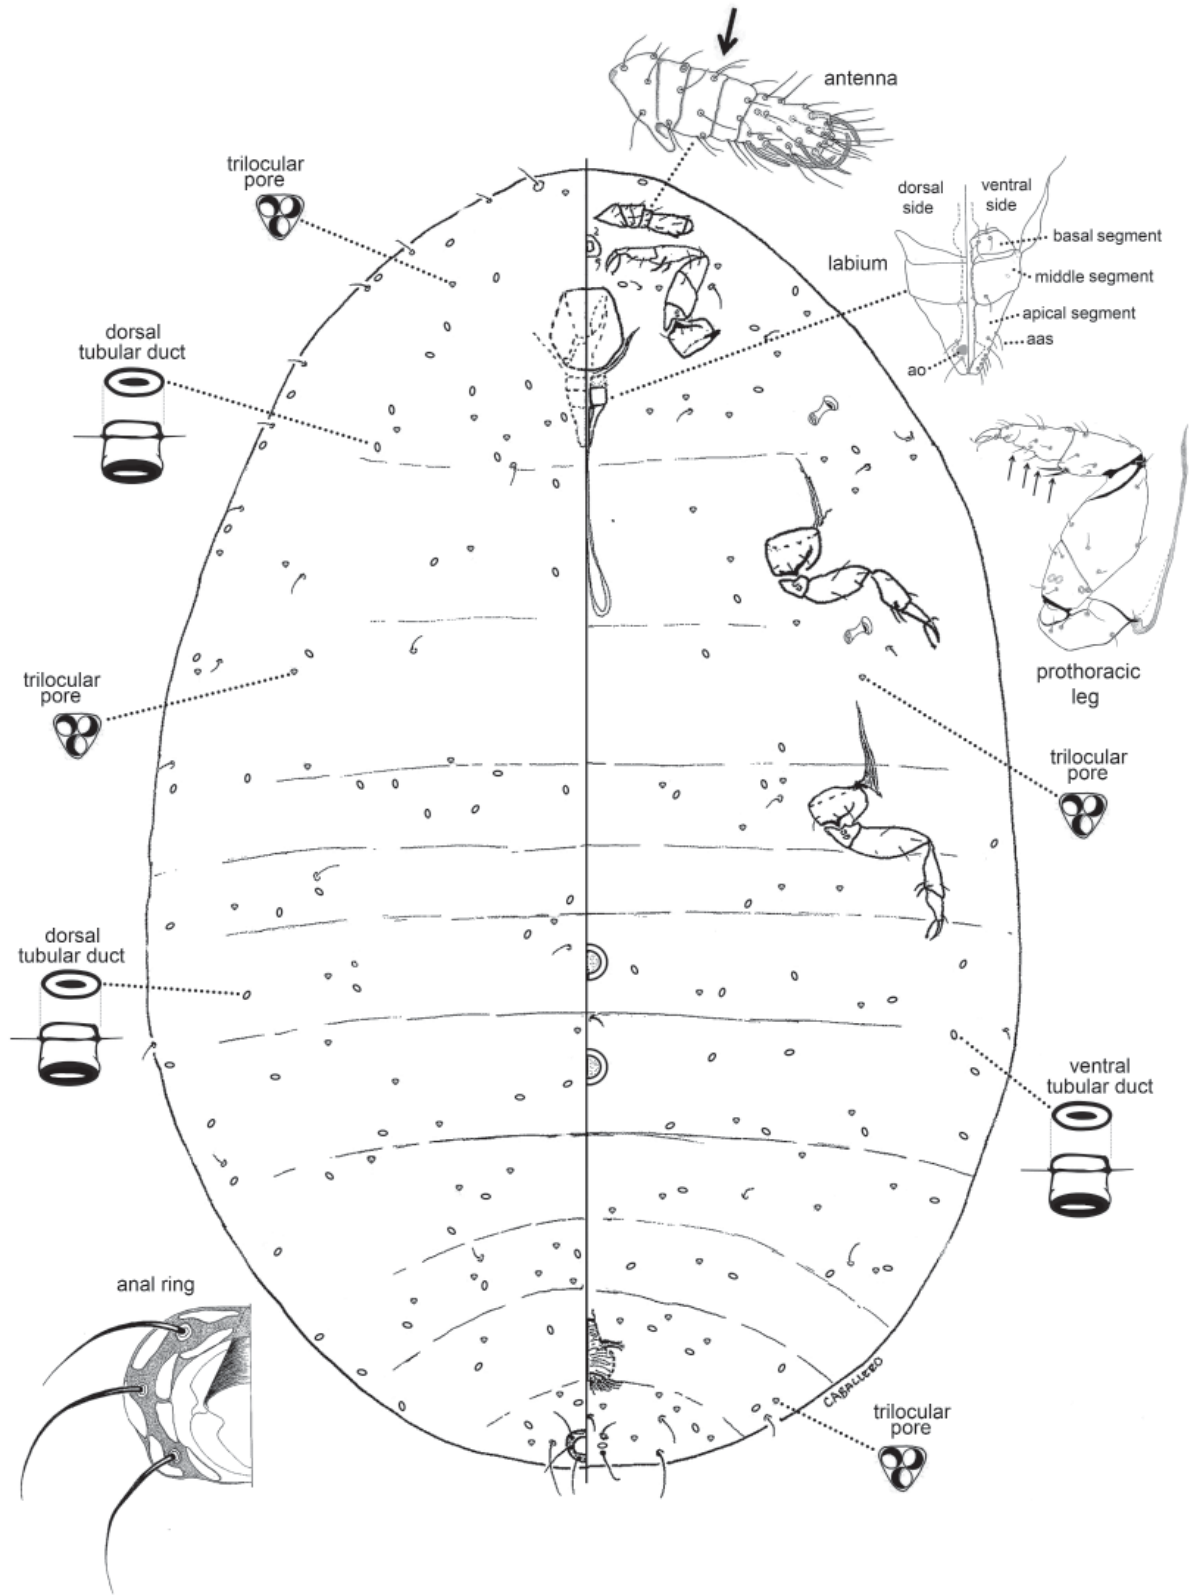 antenna
trilocular
pore
dorsal
side
ventral
side
basal segment
labium
middle segment
apical segment
aas
ao
dorsal
tubular duct
prothoracic
leg
trilocular
pore
trilocular
pore
dorsal
tubular duct
ventral
tubular duct
anal ring
CABALLERO
trilocular
pore